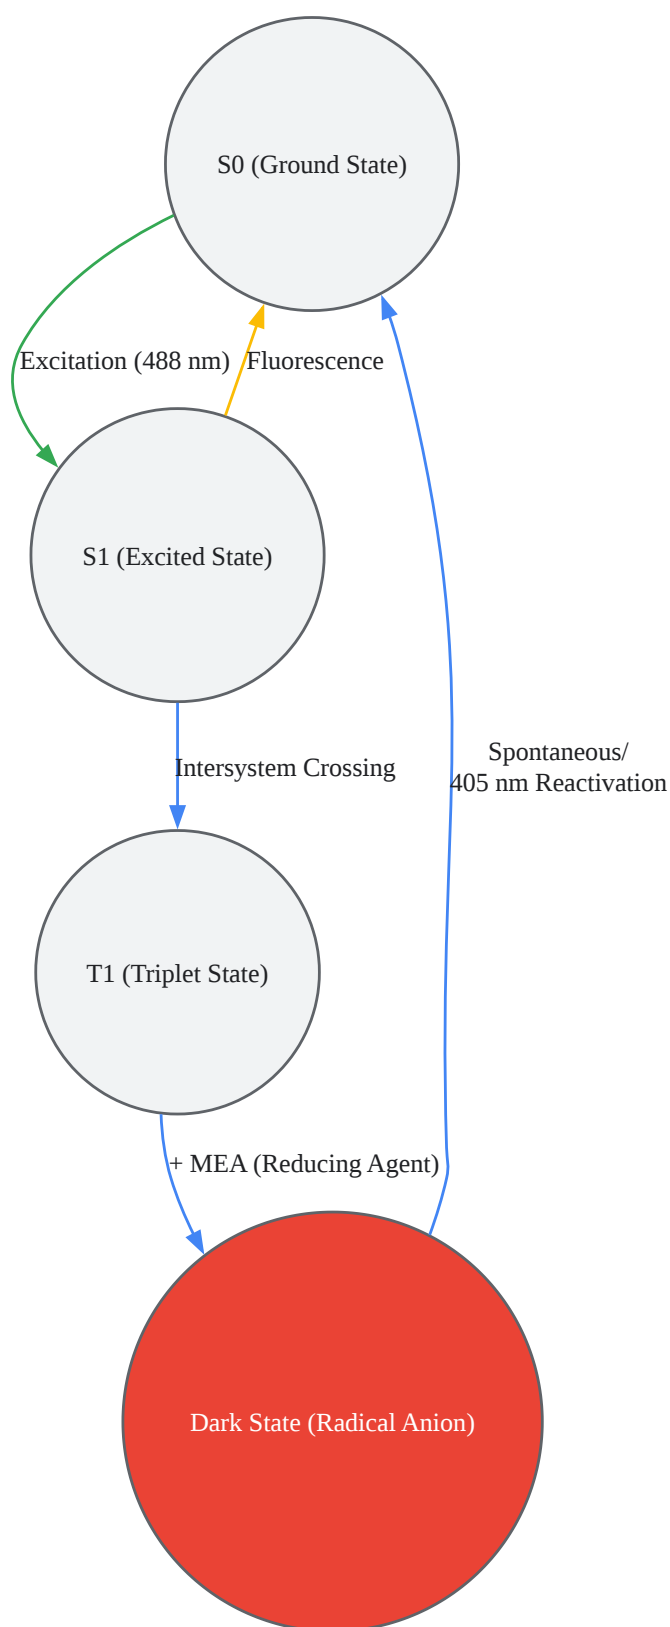 S0 (Ground State)
Excitation (488 nm)
Fluorescence
S1 (Excited State)
Spontaneous/
405 nm Reactivation
Intersystem Crossing
T1 (Triplet State)
+ MEA (Reducing Agent)
Dark State (Radical Anion)